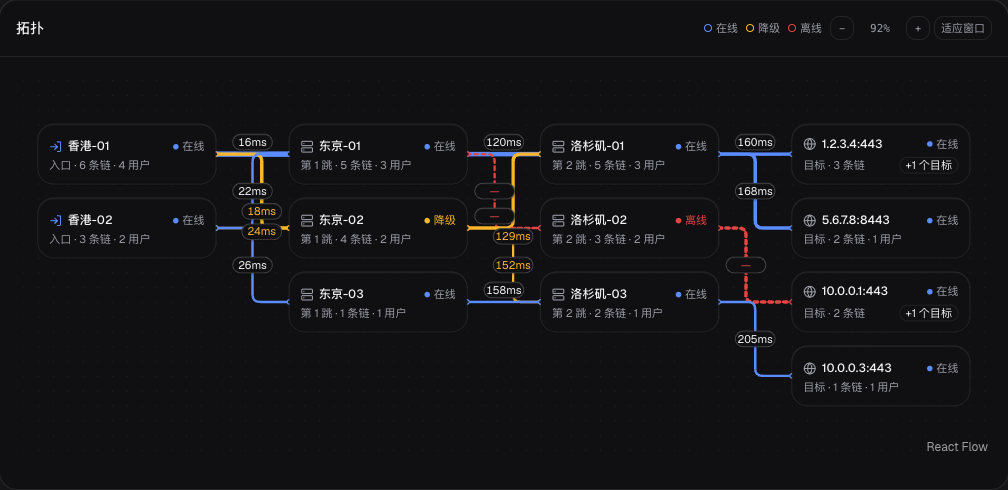 拓扑
在线 降级 离线 − 92% + 适应窗口
香港-01 在线
入口 · 6 条链 · 4 用户
香港-02 在线
入口 · 3 条链 · 2 用户
16ms
22ms
18ms
24ms
26ms
东京-01 在线
第 1 跳 · 5 条链 · 3 用户
东京-02 降级
第 1 跳 · 4 条链 · 2 用户
东京-03 在线
第 1 跳 · 1 条链 · 1 用户
120ms
—
—
129ms
152ms
158ms
洛杉矶-01 在线
第 2 跳 · 5 条链 · 3 用户
洛杉矶-02 离线
第 2 跳 · 3 条链 · 2 用户
洛杉矶-03 在线
第 2 跳 · 2 条链 · 1 用户
160ms
168ms
—
205ms
1.2.3.4:443 在线
目标 · 3 条链 +1 个目标
5.6.7.8:8443 在线
目标 · 2 条链 · 1 用户
10.0.0.1:443 在线
目标 · 2 条链 +1 个目标
10.0.0.3:443 在线
目标 · 1 条链 · 1 用户
React Flow